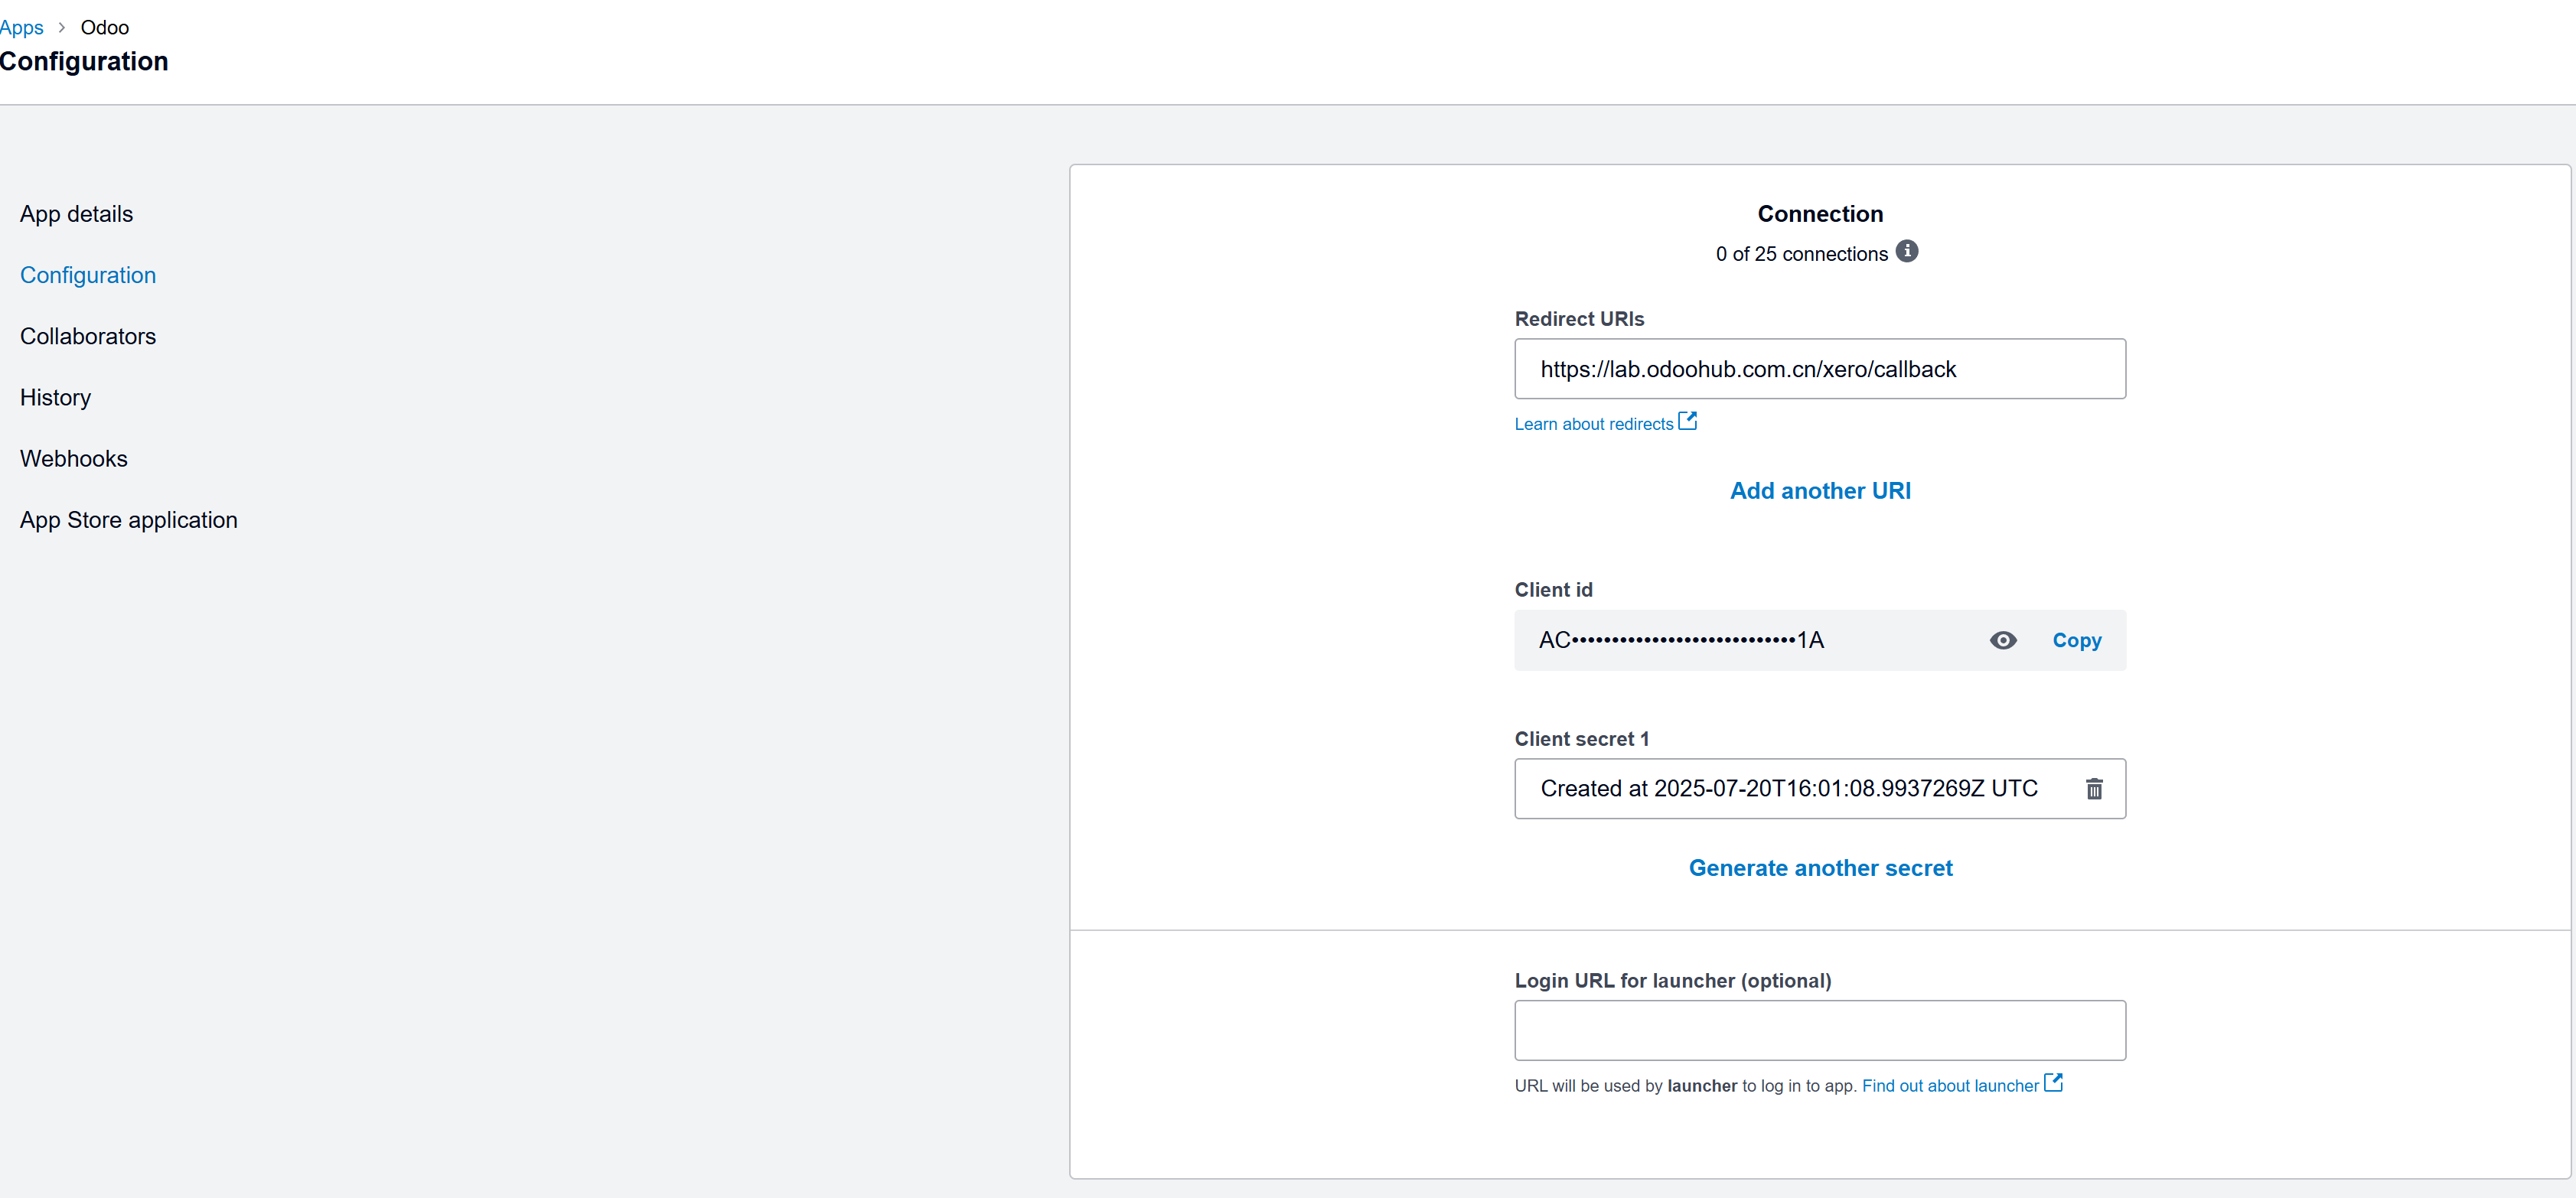 Apps > Odoo
Configuration
App details
Configuration
Collaborators
History
Webhooks
App Store application
Connection
0 of 25 connections
Redirect URIs
https://lab.odoohub.com.cn/xero/callback
Learn about redirects
Add another URI
Client id
AC••••••••••••••••••••••••••••1A
Copy
Client secret 1
Created at 2025-07-20T16:01:08.9937269Z UTC
Generate another secret
Login URL for launcher (optional)
URL will be used by launcher to log in to app. Find out about launcher